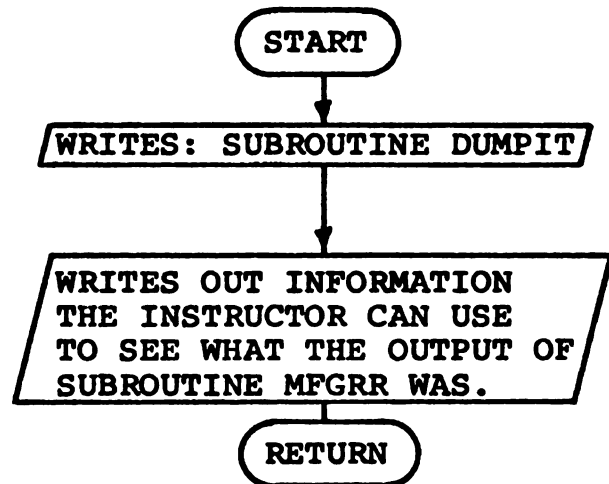 START
WRITES: SUBROUTINE DUMPIT
WRITES OUT INFORMATION
THE INSTRUCTOR CAN USE
TO SEE WHAT THE OUTPUT OF
SUBROUTINE MFGRR WAS.
RETURN